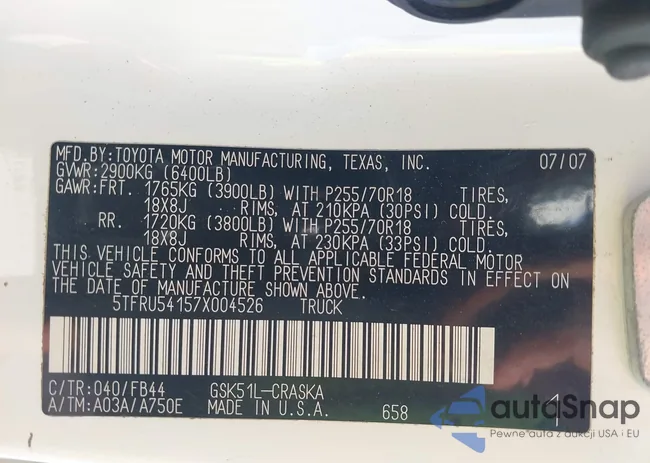 MFD.BY:TOYOTA MOTOR MANUFACTURING, TEXAS, INC. 07/07
GVWR:2900KG (6400LB)
GAWR:FRT. 1765KG (3900LB) WITH P255/70R18 TIRES,
18X8J RIMS, AT 210KPA (30PSI) COLD.
RR. 1720KG (3800LB) WITH P255/70R18 TIRES,
18X8J RIMS, AT 230KPA (33PSI) COLD.
THIS VEHICLE CONFORMS TO ALL APPLICABLE FEDERAL MOTOR
VEHICLE SAFETY AND THEFT PREVENTION STANDARDS IN EFFECT ON
THE DATE OF MANUFACTURE SHOWN ABOVE.
5TFRU54157X004526 TRUCK
C/TR:040/FB44 GSK51L-CRASKA
A/TM:A03A/A750E MADE IN U.S.A. 658 1
autoSnap
Pewne auta z aukcji USA i EU